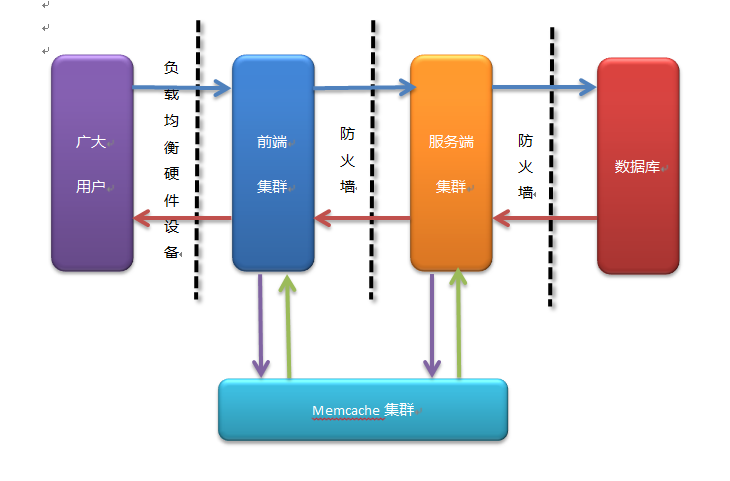 广大
用户
负
载
均
衡
硬
件
设
备
前端
集群
防
火
墙
服务端
集群
防
火
墙
数据库
Memcache 集群